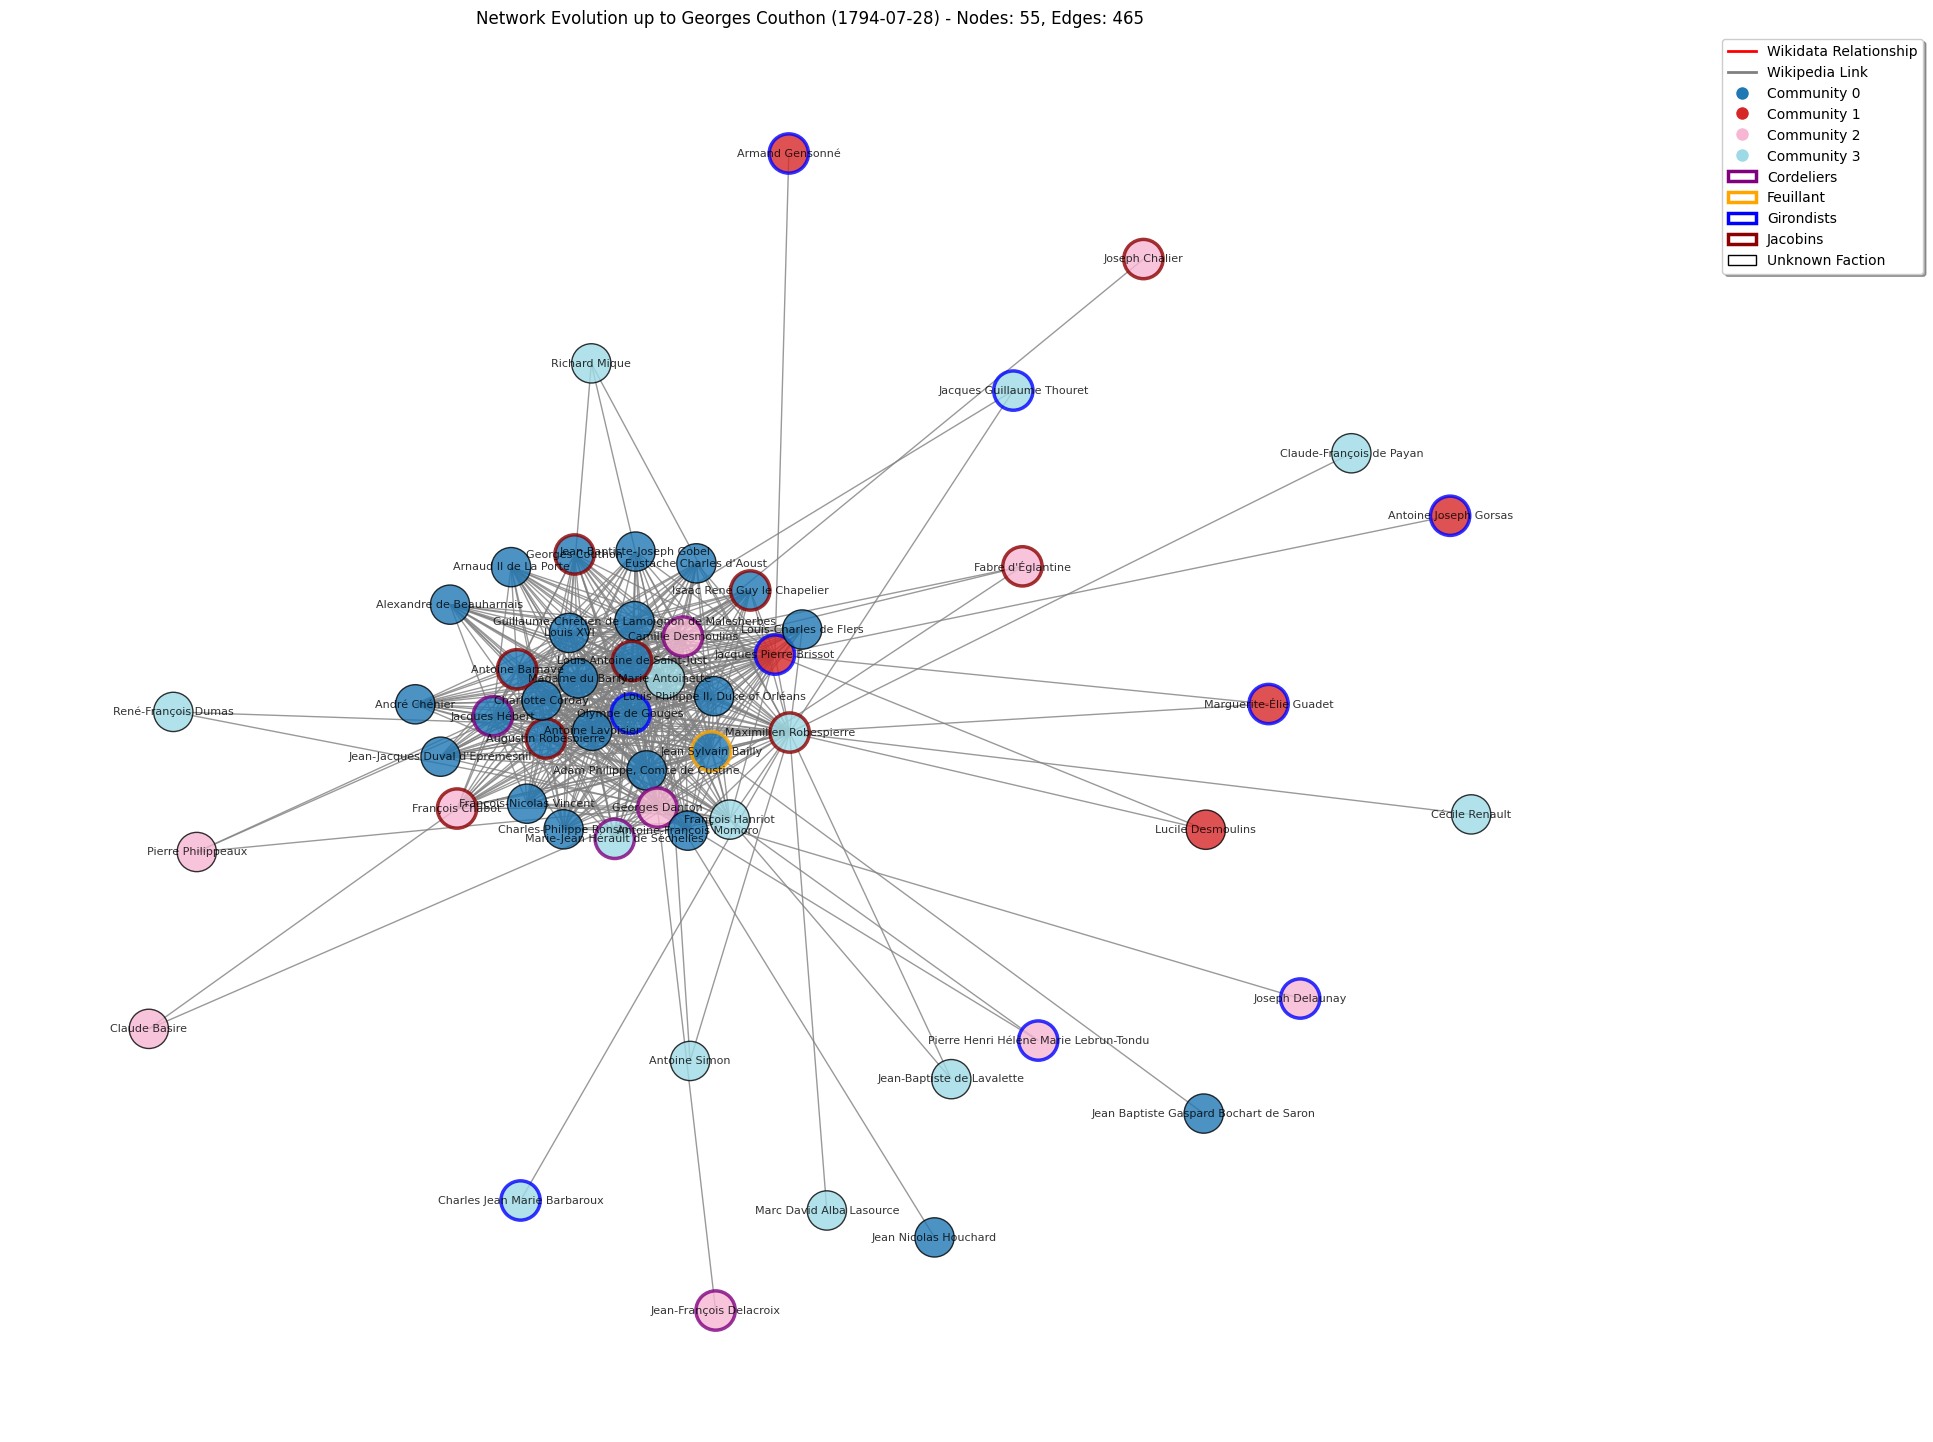 Network Evolution up to Georges Couthon (1794-07-28) - Nodes: 55, Edges: 465
Wikidata Relationship
Wikipedia Link
Community 0
Community 1
Community 2
Community 3
Cordeliers
Feuillant
Girondists
Jacobins
Unknown Faction
Armand Gensonné
Joseph Chalier
Richard Mique
Jacques Guillaume Thouret
Claude-François de Payan
Antoine Joseph Gorsas
Georges Couthon
Jean-Baptiste-Joseph Gobel
Eustache Charles d'Aoust
Arnaud II de La Porte
Fabre d'Églantine
Isaac René Guy le Chapelier
Alexandre de Beauharnais
Guillaume-Chrétien de Lamoignon de Malesherbes
Louis XVI
Louis-Charles de Flers
Camille Desmoulins
Jacques Pierre Brissot
Louis Antoine de Saint-Just
Antoine Barnave
Madame du Barry
Marie Antoinette
Louis Philippe II, Duke of Orléans
Charlotte Corday
André Chénier
Marguerite-Élie Guadet
René-François Dumas
Jacques Hébert
Olympe de Gouges
Antoine Lavoisier
Maximilien Robespierre
Augustin Robespierre
Jean Sylvain Bailly
Jean-Jacques Duval d'Eprémesnil
Adam Philippe, Comte de Custine
François Chabot
François-Nicolas Vincent
Georges Danton
Cécile Renault
François Hanriot
Charles-Philippe Ronsin
Antoine-François Momoro
Lucile Desmoulins
Marie-Jean Hérault de Séchelles
Pierre Philippeaux
Joseph Delaunay
Claude Basire
Pierre Henri Hélène Marie Lebrun-Tondu
Antoine Simon
Jean-Baptiste de Lavalette
Jean Baptiste Gaspard Bochart de Saron
Charles Jean Marie Barbaroux
Marc David Alba Lasource
Jean Nicolas Houchard
Jean-François Delacroix